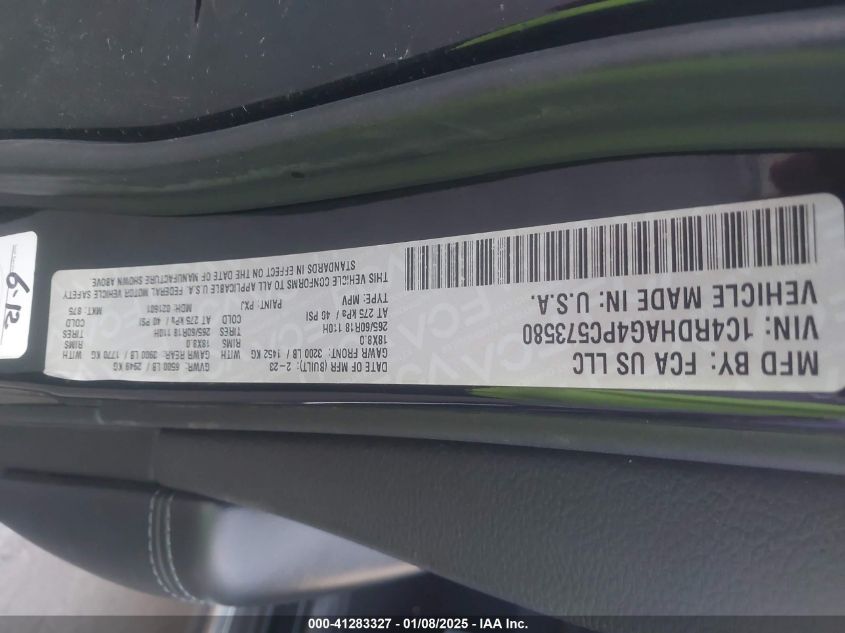 MFD BY: FCA US LLC
VIN: 1C4RDHAG4PC573580
VEHICLE MADE IN: U.S.A.
DATE OF MFR (BUILT): 2-23
GAWR FRONT: 3200 LB / 1452 KG
18X8.0
265/60R18 110H
AT 275 kPa / 40 PSI
TYPE: MPV
PAINT: PXJ
MDH: 021601
MKT: 875
GVWR: 6500 LB / 2949 KG
GAWR REAR: 3900 LB / 1770 KG WITH
18X8.0 RIMS
265/60R18 110H TIRES
AT 275 kPa / 40 PSI COLD
WITH
RIMS
TIRES
COLD
THIS VEHICLE CONFORMS TO ALL APPLICABLE U.S.A. FEDERAL MOTOR VEHICLE SAFETY
STANDARDS IN EFFECT ON THE DATE OF MANUFACTURE SHOWN ABOVE.
6-12
000-41283327 - 01/08/2025 - IAA Inc.